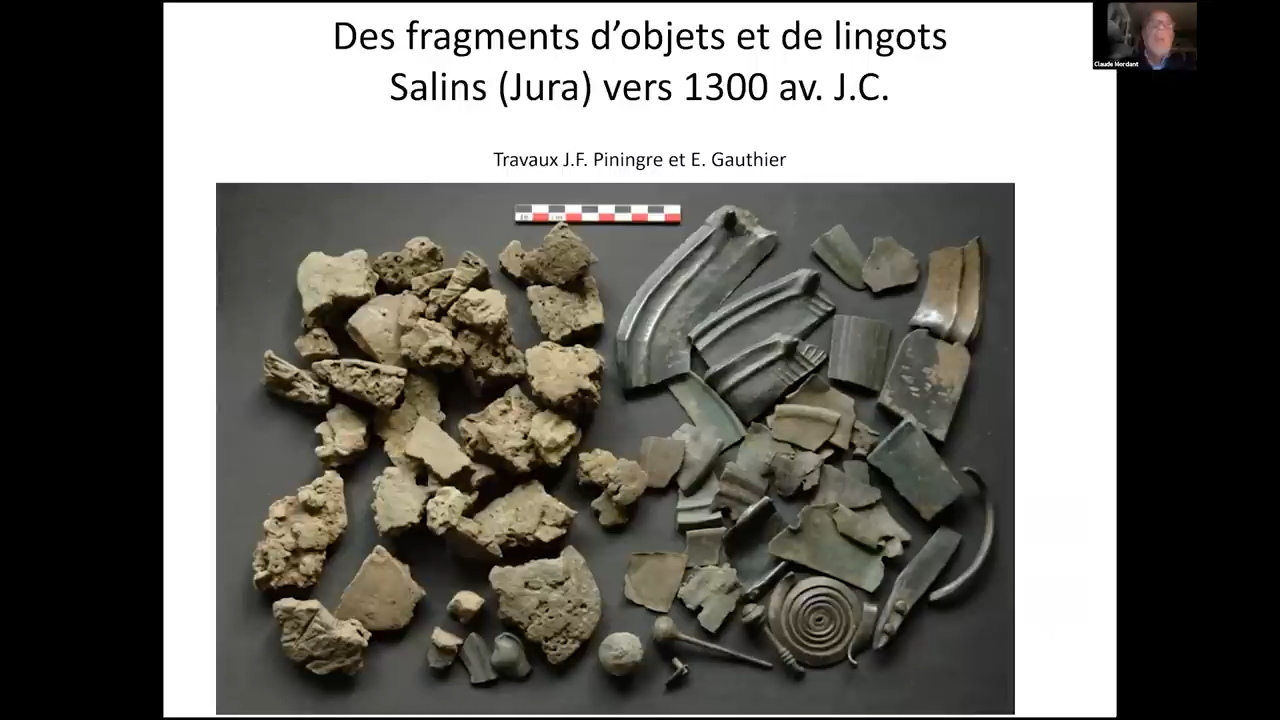 Des fragments d’objets et de lingots
Salins (Jura) vers 1300 av. J.C.
Travaux J.F. Piningre et E. Gauthier
Claude Mordant